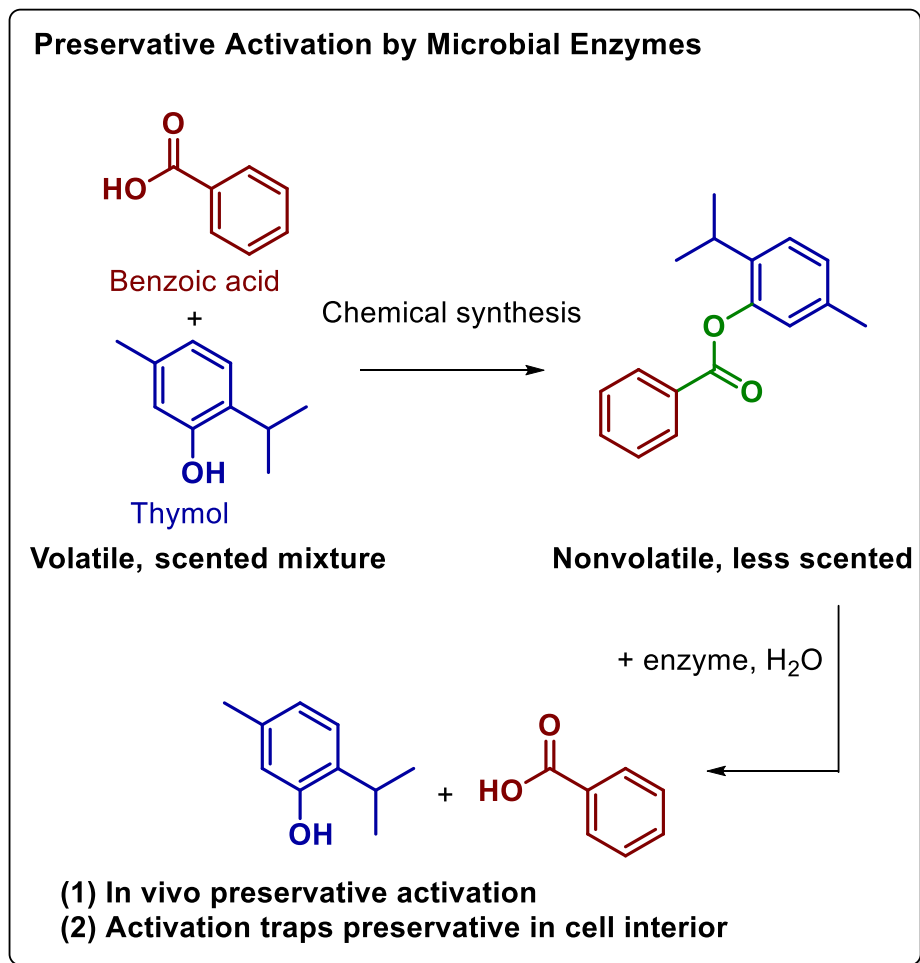 Preservative Activation by Microbial Enzymes
O
HO
Benzoic acid
+
Chemical synthesis
OH
Thymol
O
O
Volatile, scented mixture
Nonvolatile, less scented
+ enzyme, H₂O
O
HO
+
OH
(1) In vivo preservative activation
(2) Activation traps preservative in cell interior